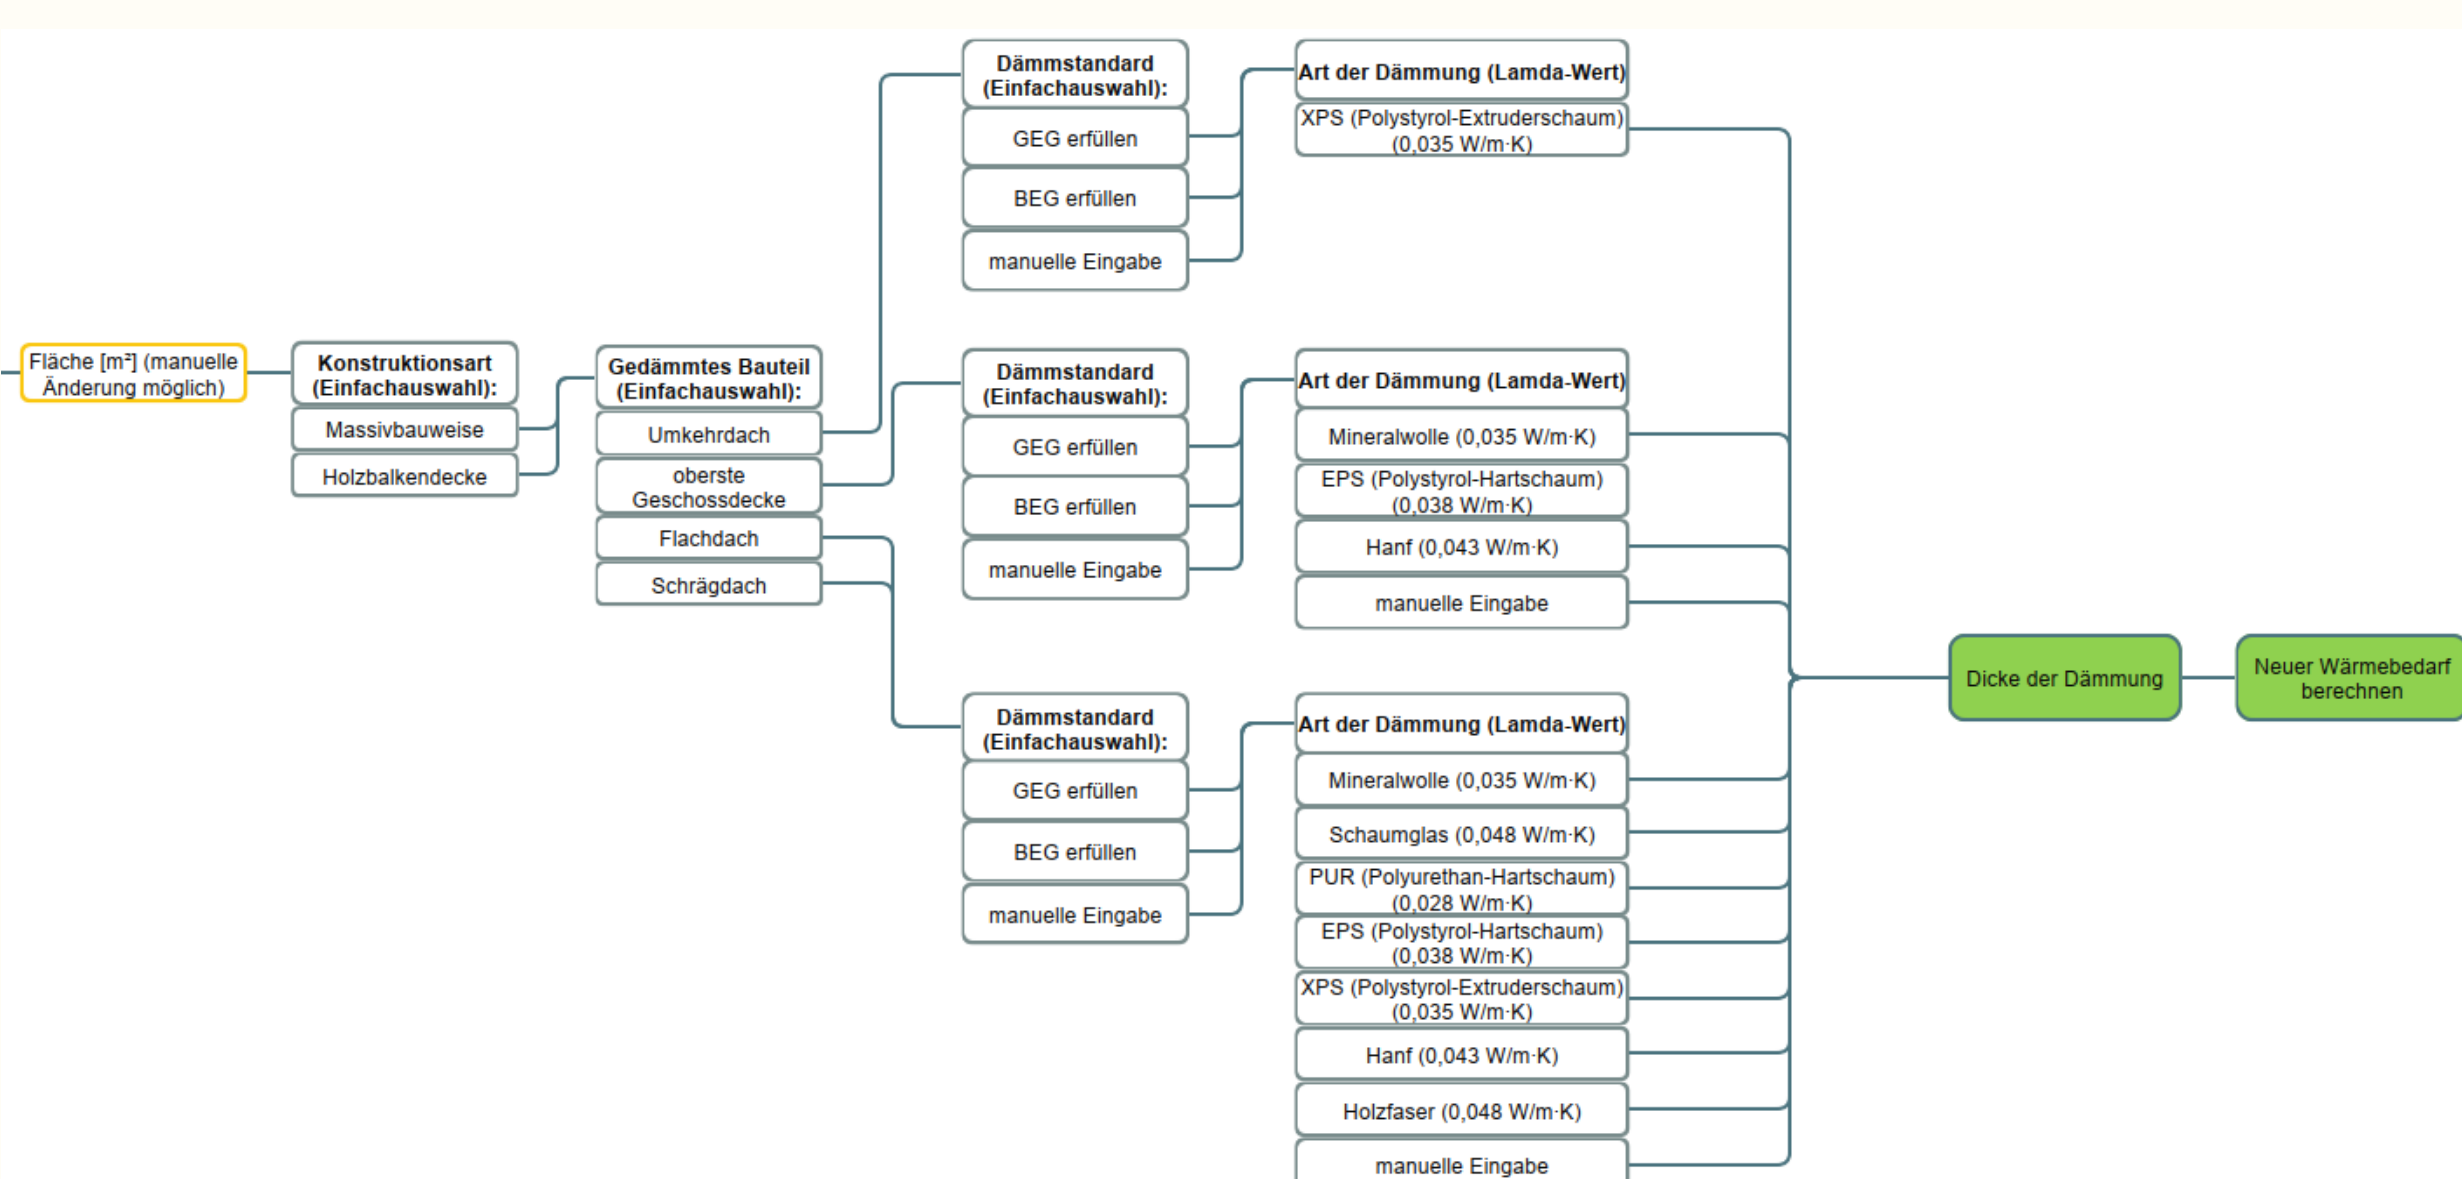 Fläche [m²] (manuelle
Änderung möglich)
Konstruktionsart
(Einfachauswahl):
Massivbauweise
Holzbalkendecke
Gedämmtes Bauteil
(Einfachauswahl):
Umkehrdach
oberste
Geschossdecke
Flachdach
Schrägdach
Dämmstandard
(Einfachauswahl):
GEG erfüllen
BEG erfüllen
manuelle Eingabe
Art der Dämmung (Lamda-Wert)
XPS (Polystyrol-Extruderschaum)
(0,035 W/m·K)
Dämmstandard
(Einfachauswahl):
GEG erfüllen
BEG erfüllen
manuelle Eingabe
Art der Dämmung (Lamda-Wert)
Mineralwolle (0,035 W/m·K)
EPS (Polystyrol-Hartschaum)
(0,038 W/m·K)
Hanf (0,043 W/m·K)
manuelle Eingabe
Dämmstandard
(Einfachauswahl):
GEG erfüllen
BEG erfüllen
manuelle Eingabe
Art der Dämmung (Lamda-Wert)
Mineralwolle (0,035 W/m·K)
Schaumglas (0,048 W/m·K)
PUR (Polyurethan-Hartschaum)
(0,028 W/m·K)
EPS (Polystyrol-Hartschaum)
(0,038 W/m·K)
XPS (Polystyrol-Extruderschaum)
(0,035 W/m·K)
Hanf (0,043 W/m·K)
Holzfaser (0,048 W/m·K)
manuelle Eingabe
Dicke der Dämmung
Neuer Wärmebedarf
berechnen